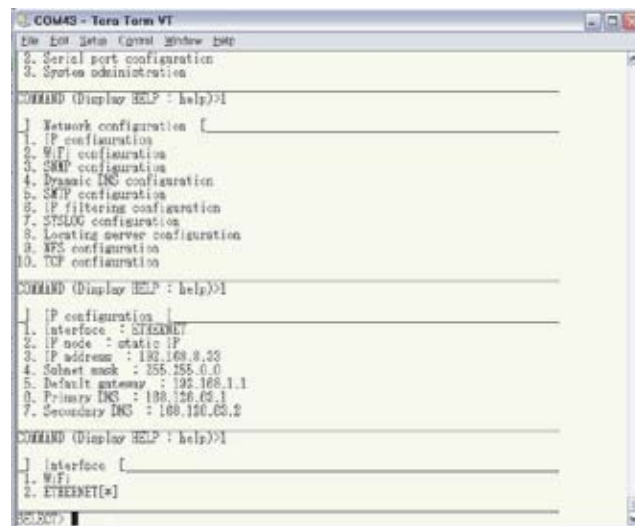 COM43 - Tera Term VT
File Edit Setup Control Window Help
2. Serial port configuration
3. System administration
COMMAND (Display HELP : help)>1
] Network configuration [
1. IP configuration
2. WiFi configuration
3. SNMP configuration
4. Dynamic DNS configuration
5. SMTP configuration
6. IP filtering configuration
7. SYSLOG configuration
8. Locating server configuration
9. NFS configuration
10. TCP configuration
COMMAND (Display HELP : help)>1
] IP configuration [
1. Interface : ETHERNET
2. IP mode : static IP
3. IP address : 192.168.8.33
4. Subnet mask : 255.255.0.0
5. Default gateway : 192.168.1.1
6. Primary DNS : 168.126.63.1
7. Secondary DNS : 168.126.63.2
COMMAND (Display HELP : help)>1
] Interface [
1. WiFi
2. ETHERNET[*]
SELECT>